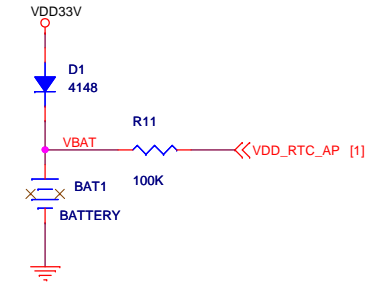 VDD33V
D1
4148
R11
VBAT
VDD_RTC_AP [1]
100K
BAT1
BATTERY